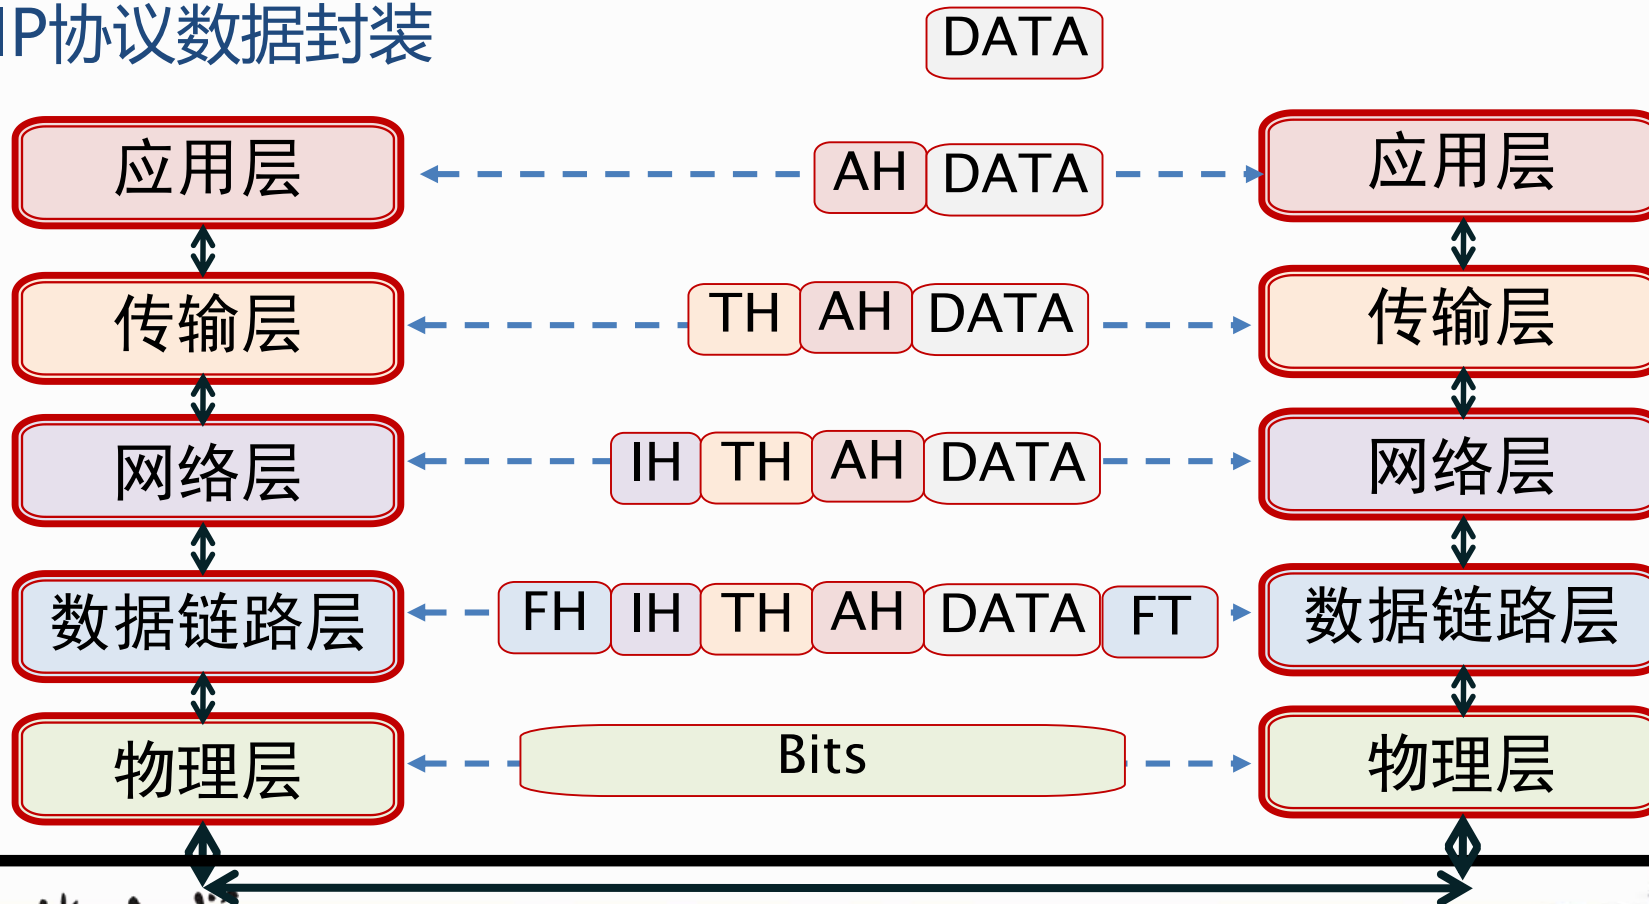 IP协议数据封装
DATA
应用层 AH DATA 应用层
传输层 TH AH DATA 传输层
网络层 IH TH AH DATA 网络层
数据链路层 FH IH TH AH DATA FT 数据链路层
物理层 Bits 物理层